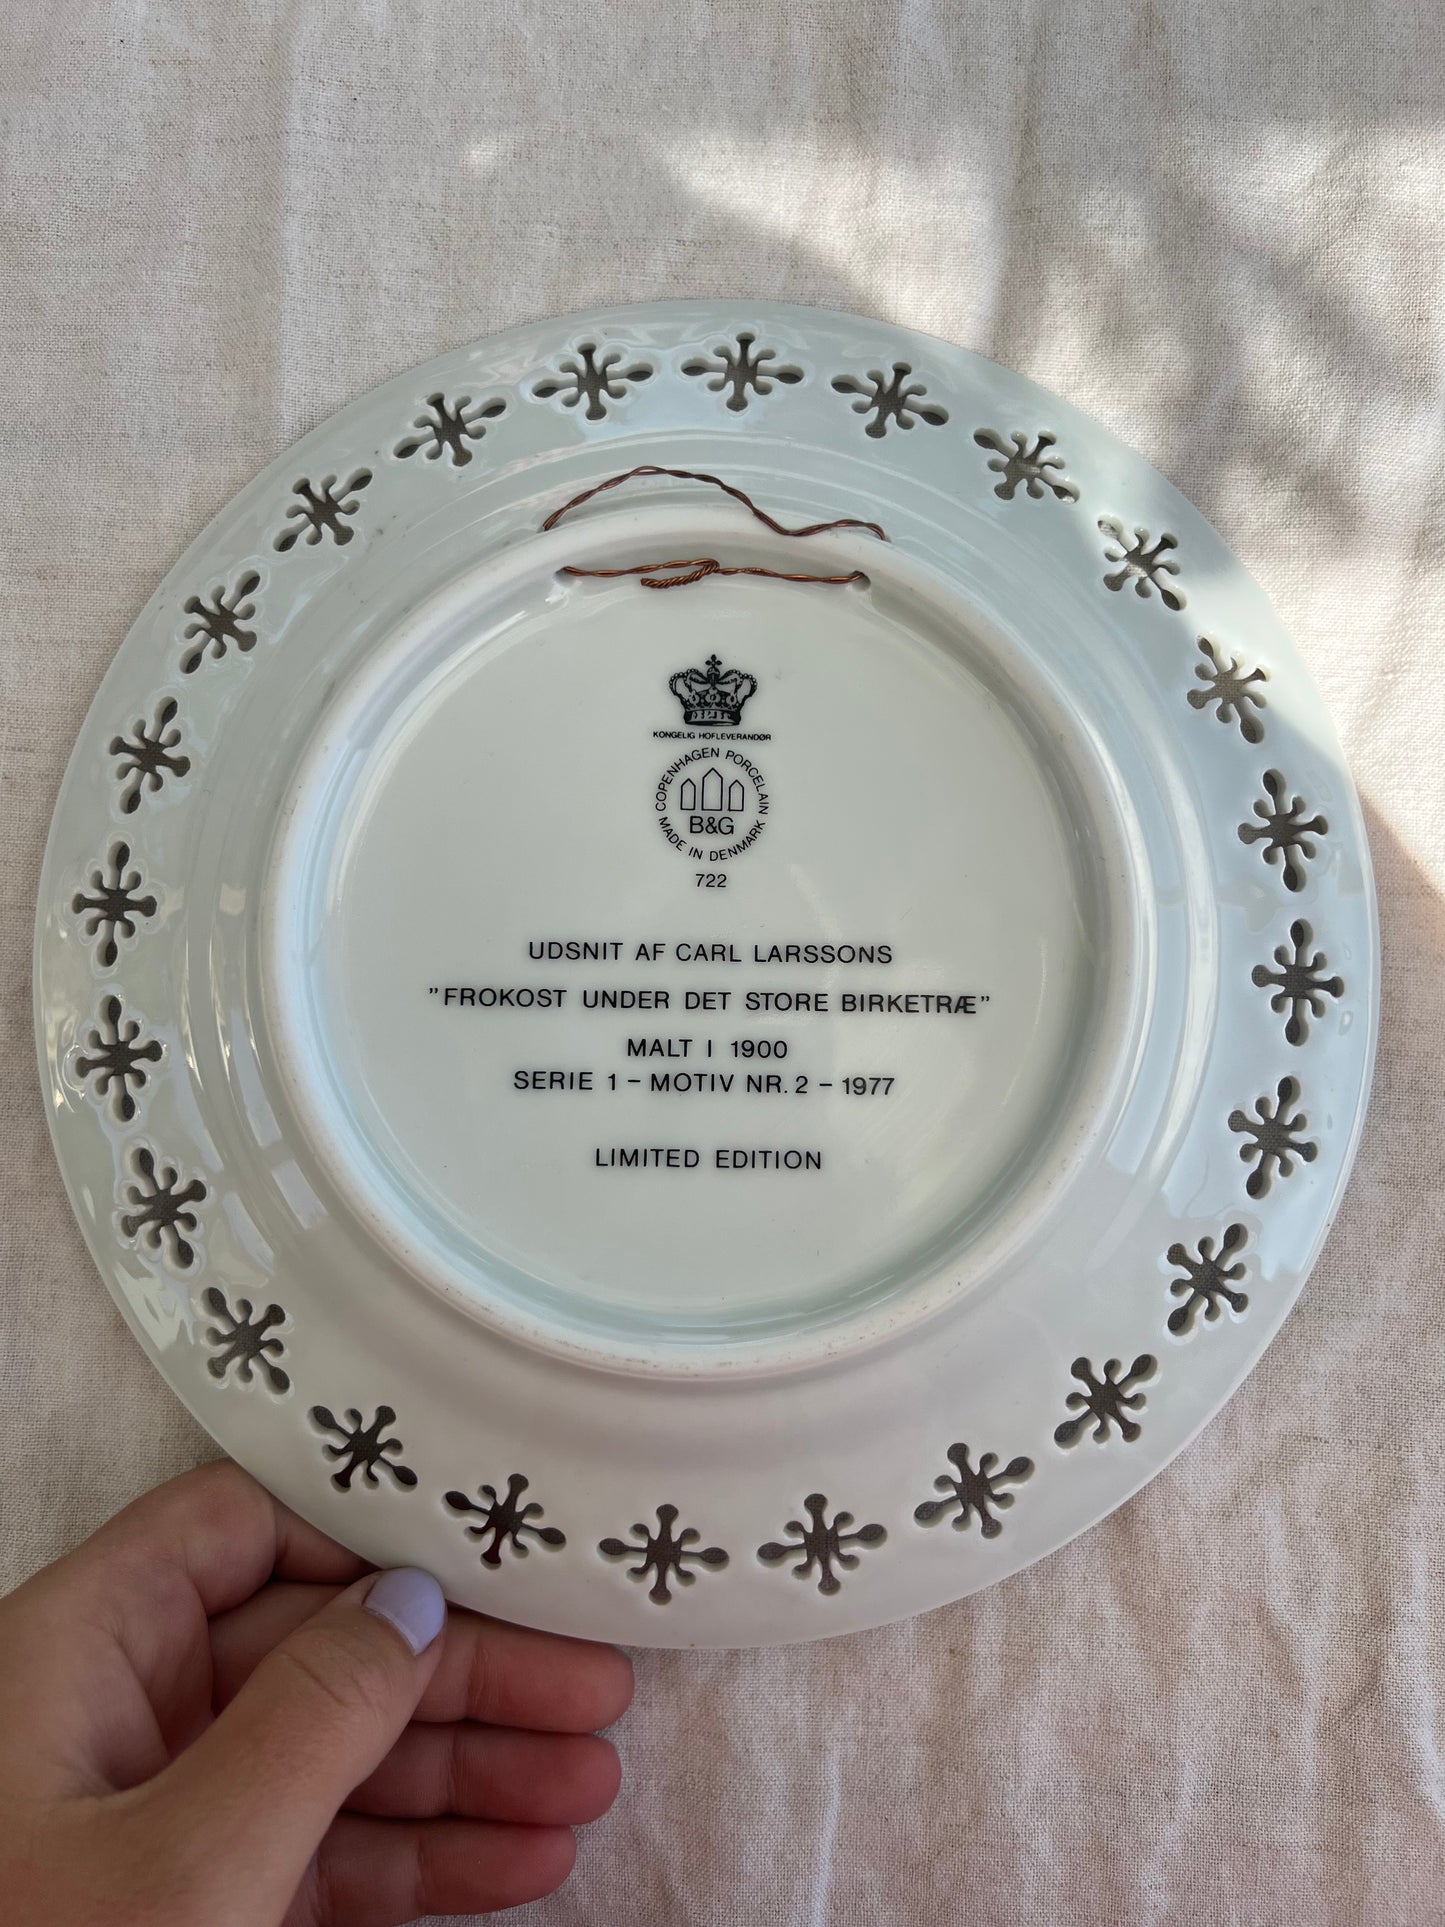 KONGELIG HOFLEVERANDØR
COPENHAGEN PORCELAIN
B&G
MADE IN DENMARK
722
UDSNIT AF CARL LARSSONS
”FROKOST UNDER DET STORE BIRKETRÆ”
MALT I 1900
SERIE 1 – MOTIV NR. 2 – 1977
LIMITED EDITION